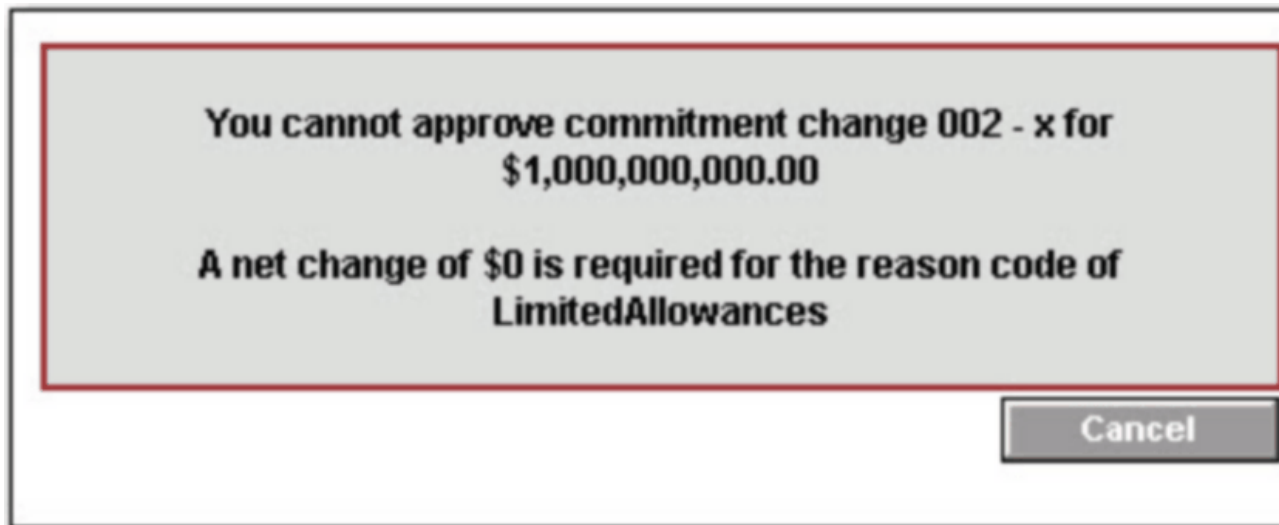 You cannot approve commitment change 002 - x for
$1,000,000,000.00
A net change of $0 is required for the reason code of
LimitedAllowances
Cancel